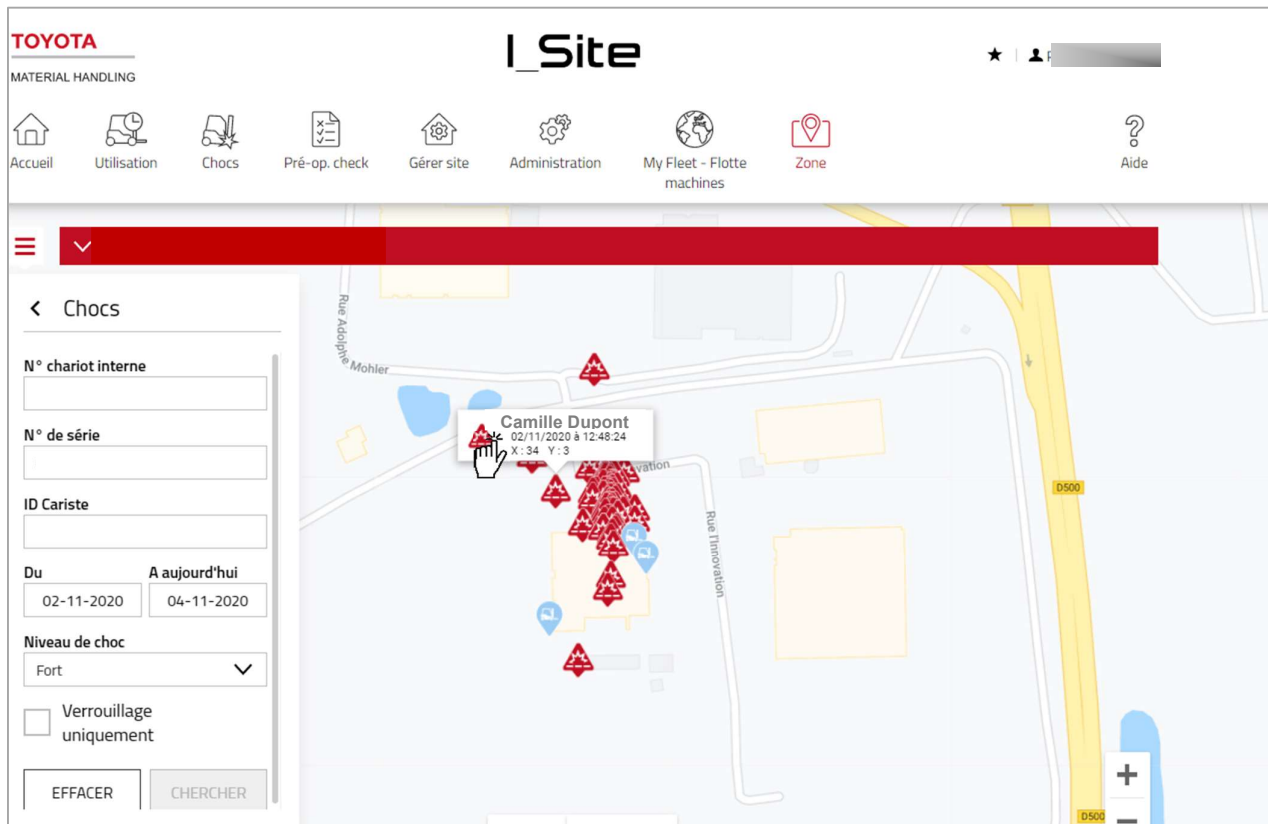 TOYOTA
MATERIAL HANDLING
I_Site
Accueil
Utilisation
Chocs
Pré-op. check
Gérer site
Administration
My Fleet - Flotte
machines
Zone
Aide
Chocs
N° chariot interne
N° de série
ID Cariste
Du
A aujourd'hui
02-11-2020
04-11-2020
Niveau de choc
Fort
Verrouillage
uniquement
EFFACER
CHERCHER
Rue Adolphe Mohler
Camille Dupont
02/11/2020 à 12:48:24
X : 34 Y : 3
vation
Rue l'Innovation
D500
D500